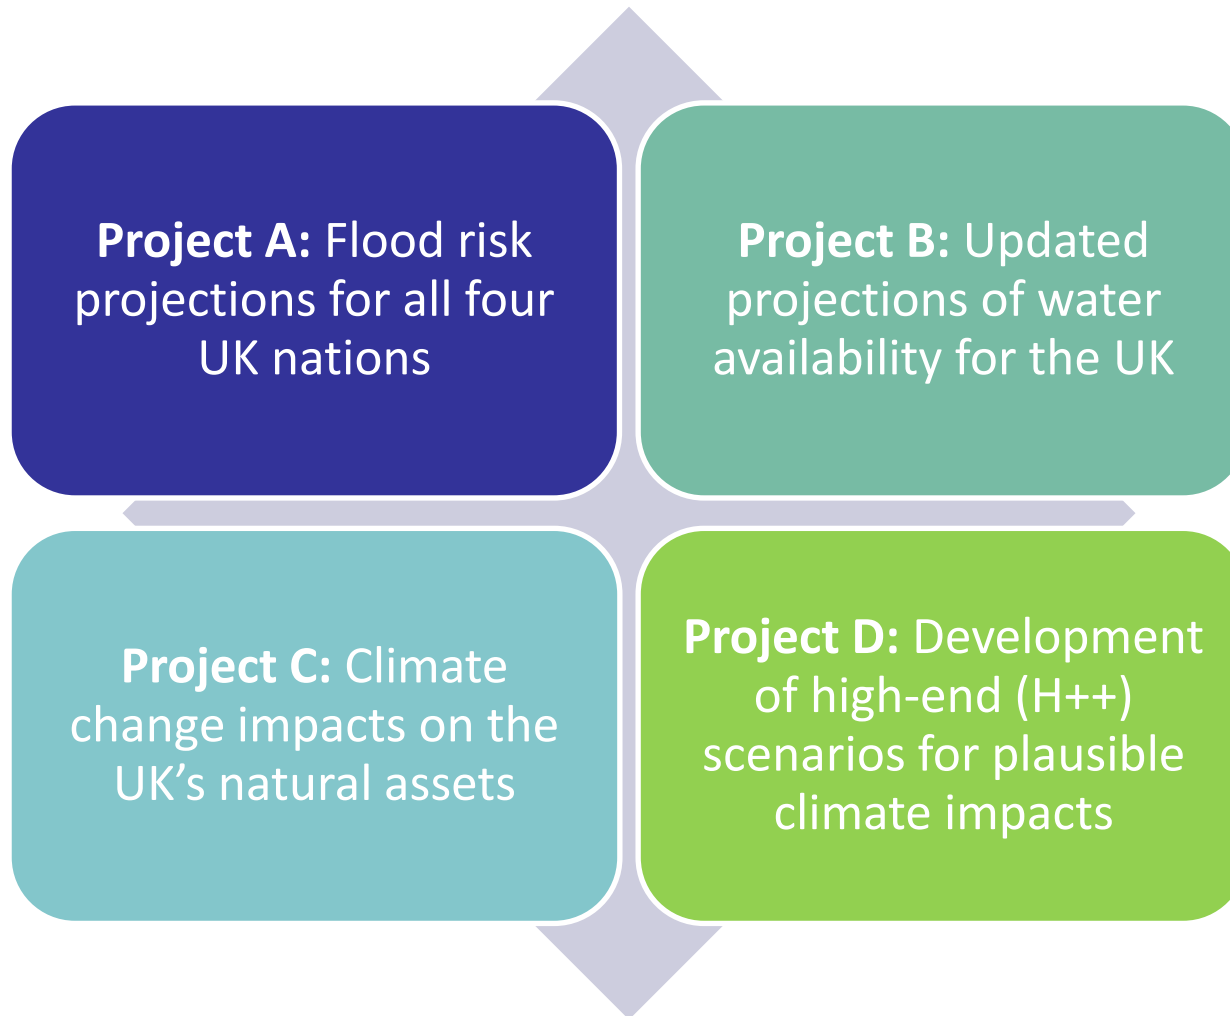 Project A: Flood risk
projections for all four
UK nations
Project B: Updated
projections of water
availability for the UK
Project C: Climate
change impacts on the
UK’s natural assets
Project D: Development
of high-end (H++)
scenarios for plausible
climate impacts